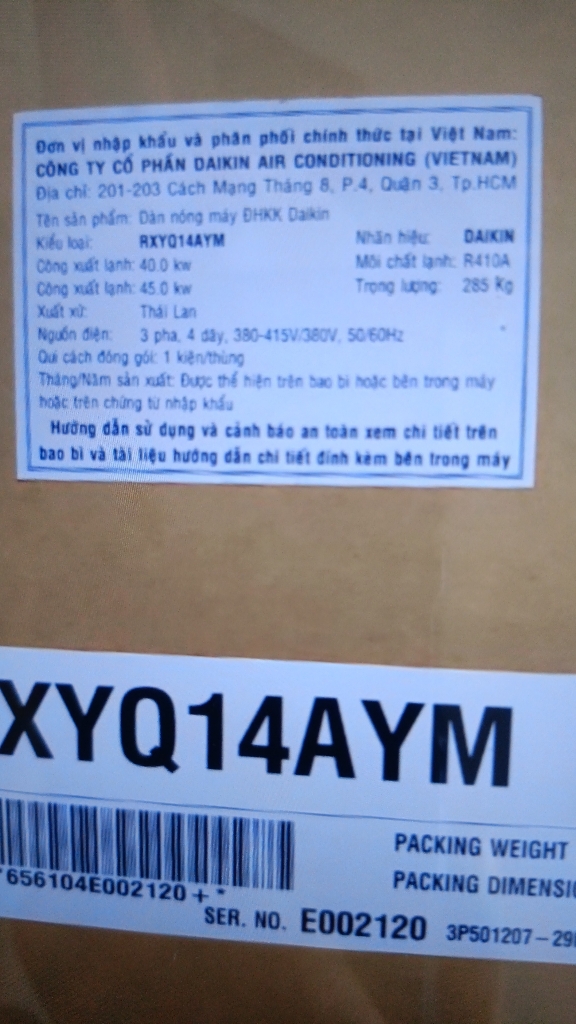 Đơn vị nhập khẩu và phân phối chính thức tại Việt Nam:
CÔNG TY CỔ PHẦN DAIKIN AIR CONDITIONING (VIETNAM)
Địa chỉ: 201-203 Cách Mạng Tháng 8, P.4, Quận 3, Tp.HCM
Tên sản phẩm: Dàn nóng máy ĐHKK Daikin
Kiểu loại: RXYQ14AYM Nhãn hiệu: DAIKIN
Công xuất lạnh: 40.0 kw Môi chất lạnh: R410A
Công xuất lạnh: 45.0 kw Trọng lượng: 285 Kg
Xuất xứ: Thái Lan
Nguồn điện: 3 pha, 4 dây, 380-415V/380V, 50/60Hz
Qui cách đóng gói: 1 kiện/thùng
Tháng/Năm sản xuất: Được thể hiện trên bao bì hoặc bên trong máy
hoặc trên chứng từ nhập khẩu
Hướng dẫn sử dụng và cảnh báo an toàn xem chi tiết trên
bao bì và tài liệu hướng dẫn chi tiết đính kèm bên trong máy
XYQ14AYM
PACKING WEIGHT
PACKING DIMENSI
*656104E002120+*
SER. NO. E002120 3P501207-29